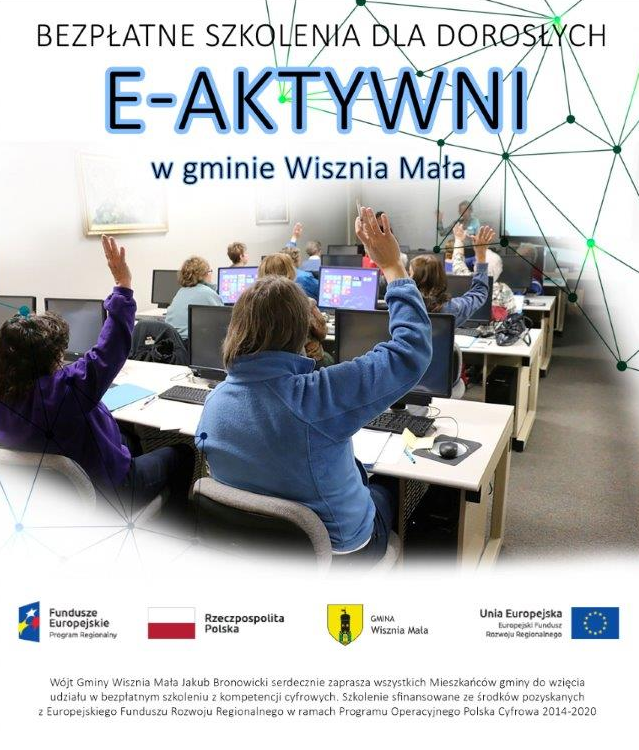 BEZPŁATNE SZKOLENIA DLA DOROSŁYCH
E-AKTYWNI
w gminie Wisznia Mała
Fundusze
Europejskie
Program Regionalny
Rzeczpospolita
Polska
GMINA
Wisznia Mała
Unia Europejska
Europejski Fundusz
Rozwoju Regionalnego
Wójt Gminy Wisznia Mała Jakub Bronowicki serdecznie zaprasza wszystkich Mieszkańców gminy do wzięcia
udziału w bezpłatnym szkoleniu z kompetencji cyfrowych. Szkolenie sfinansowane ze środków pozyskanych
z Europejskiego Funduszu Rozwoju Regionalnego w ramach Programu Operacyjnego Polska Cyfrowa 2014-2020